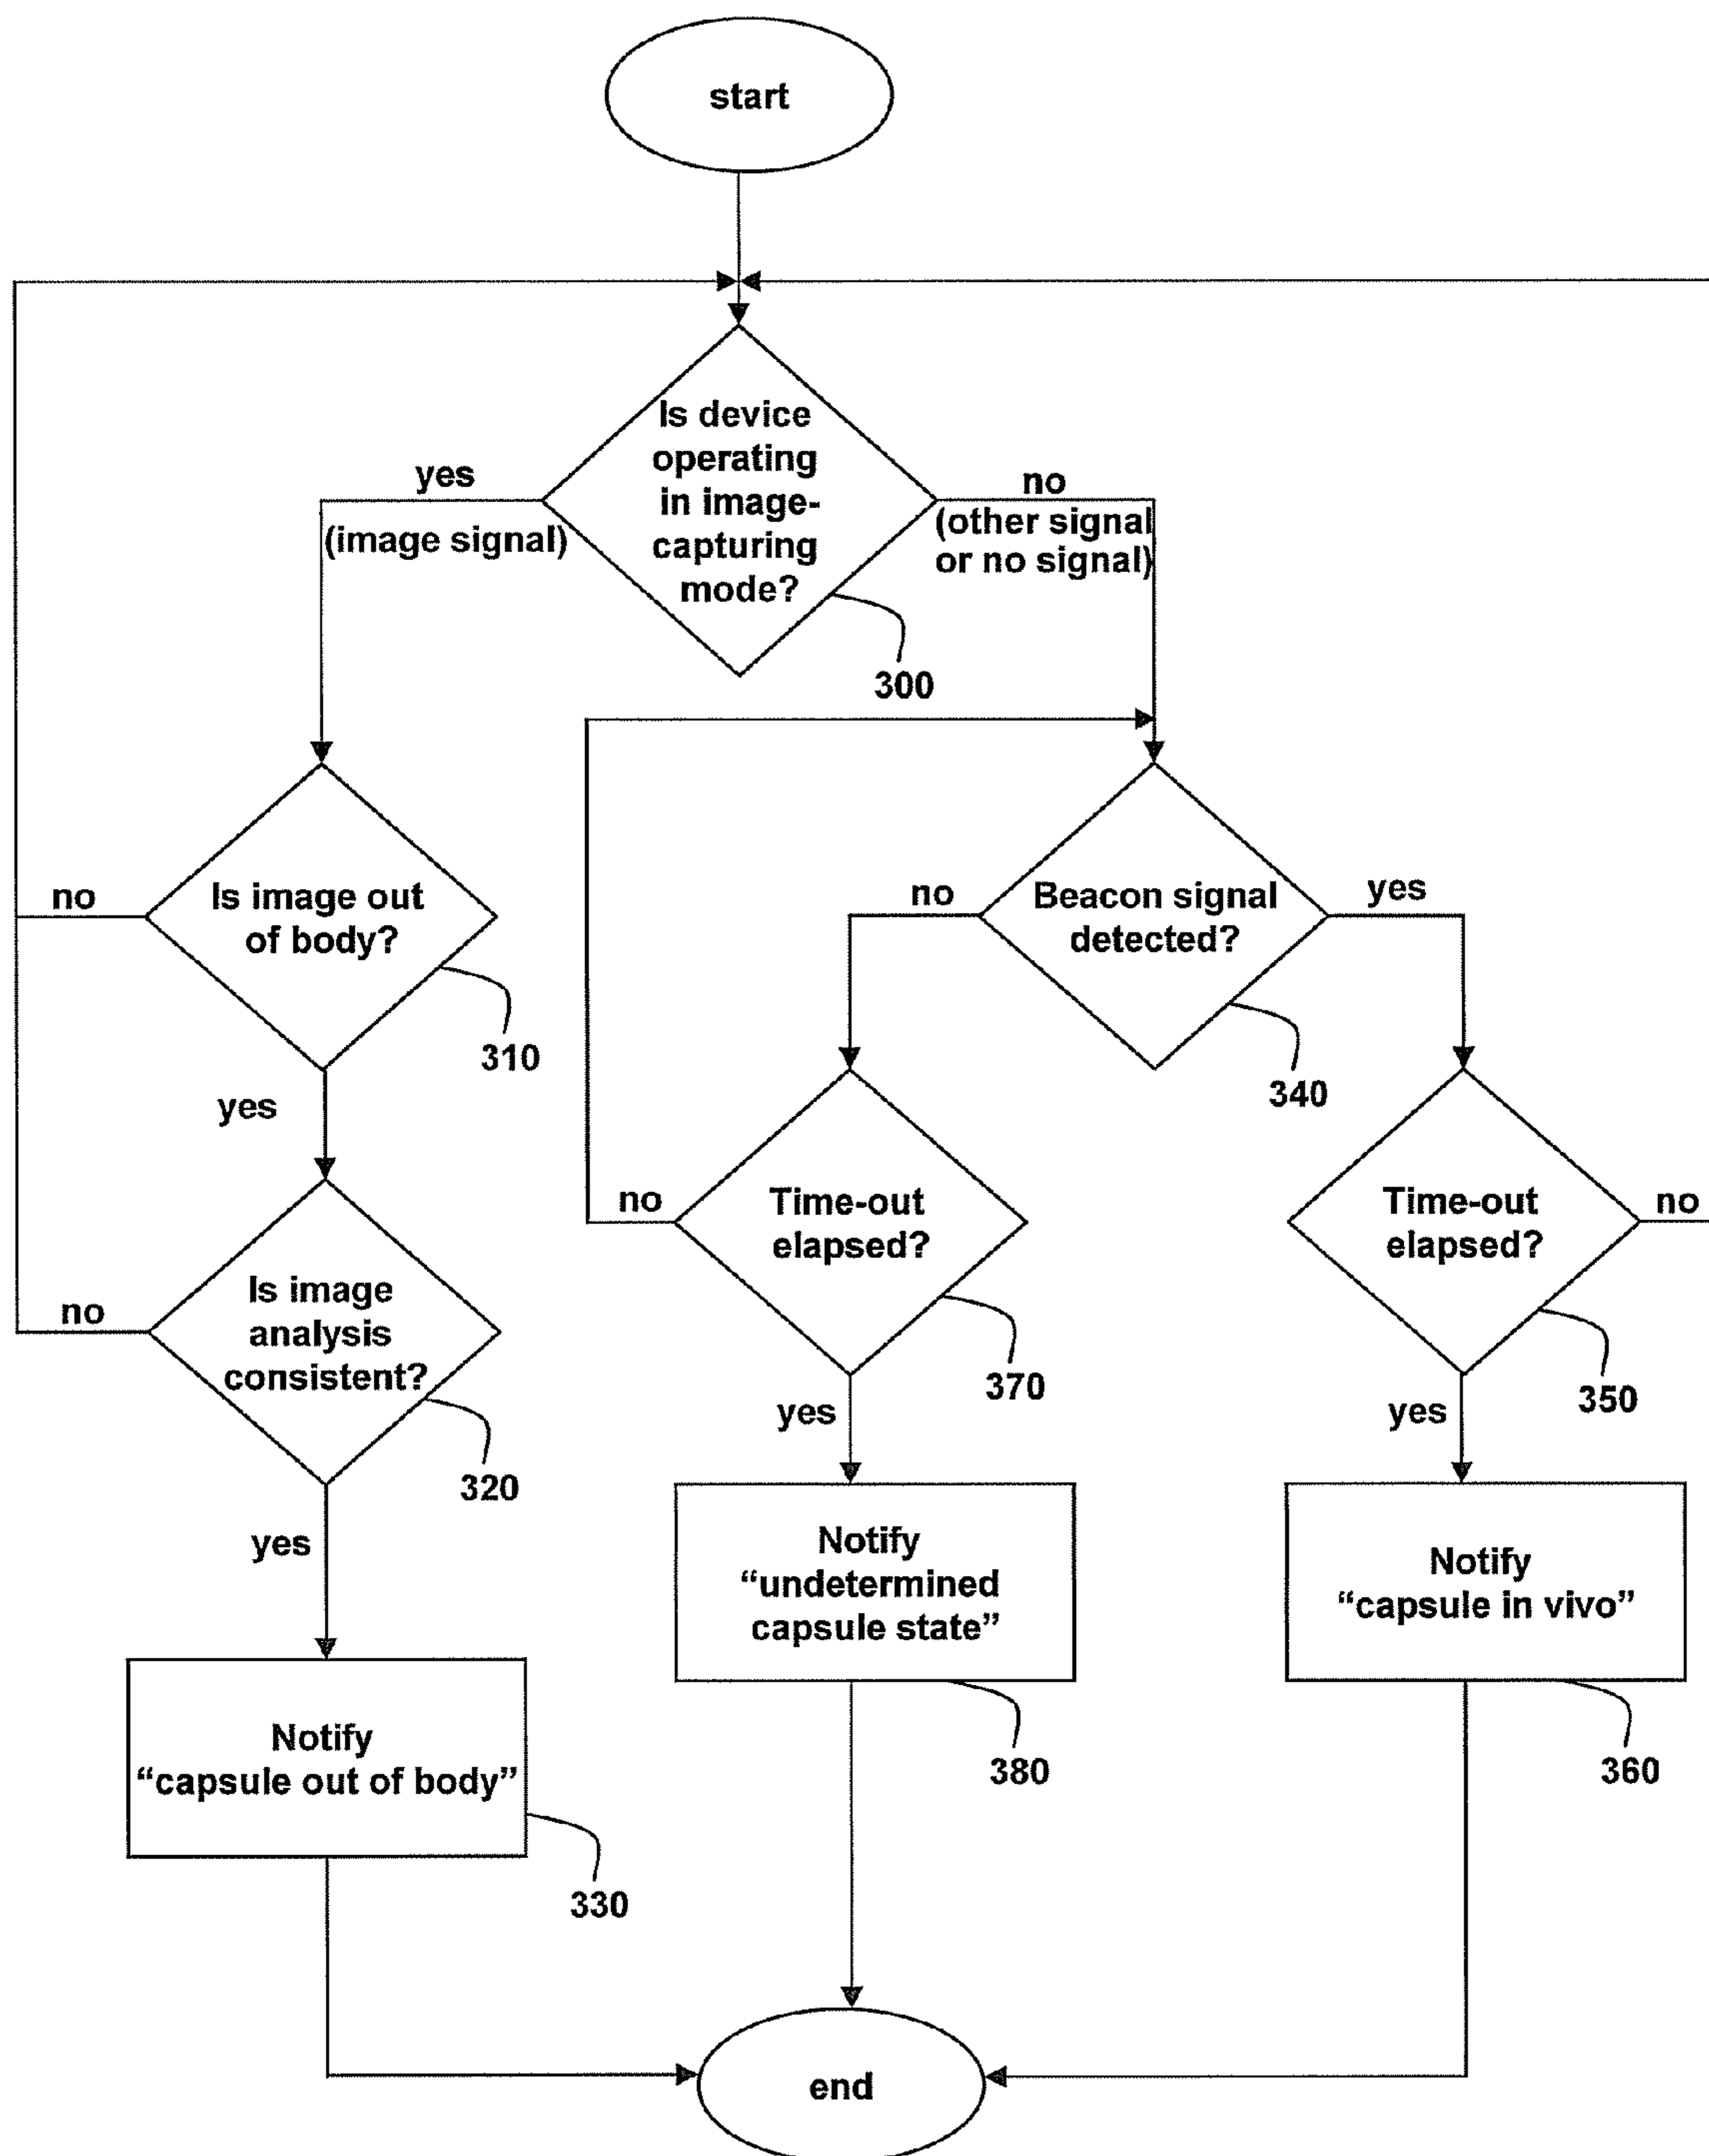 start
Is device
operating
in image-
capturing
mode?
yes
(image signal)
no
(other signal
or no signal)
300
Is image out
of body?
no
310
yes
Beacon signal
detected?
no
yes
340
Is image
analysis
consistent?
no
320
yes
Time-out
elapsed?
no
370
yes
Time-out
elapsed?
no
350
yes
Notify
“capsule out of body”
330
Notify
“undetermined
capsule state”
380
Notify
“capsule in vivo”
360
end